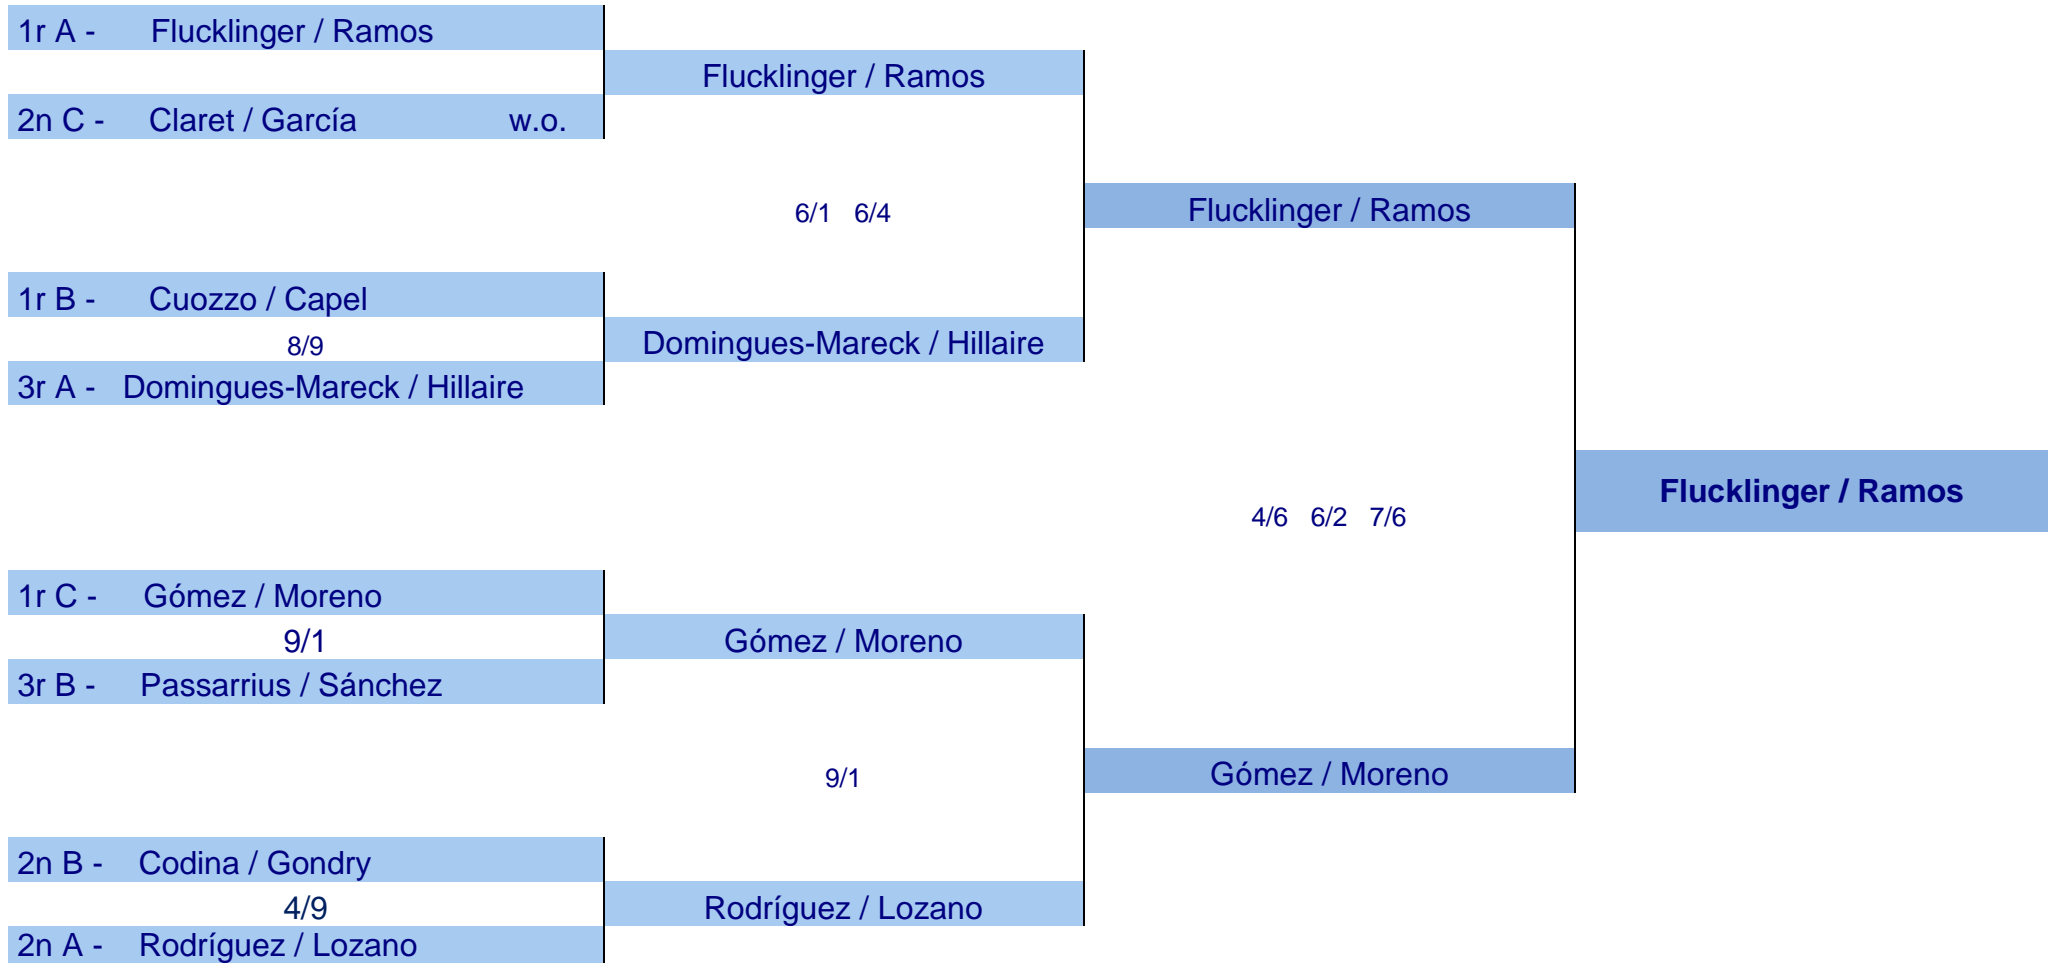 1r A - Flucklinger / Ramos
Flucklinger / Ramos
2n C - Claret / García w.o.
6/1 6/4
Flucklinger / Ramos
1r B - Cuozzo / Capel
8/9
Domingues-Mareck / Hillaire
3r A - Domingues-Mareck / Hillaire
Flucklinger / Ramos
4/6 6/2 7/6
1r C - Gómez / Moreno
9/1
Gómez / Moreno
3r B - Passarrius / Sánchez
9/1
Gómez / Moreno
2n B - Codina / Gondry
4/9
Rodríguez / Lozano
2n A - Rodríguez / Lozano